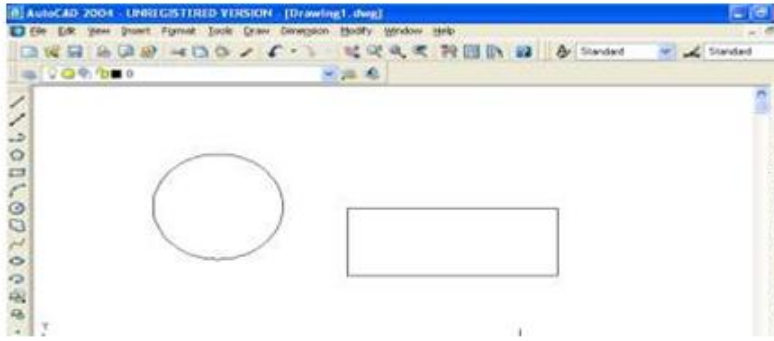 AutoCAD 2004 - UNREGISTERED VERSION - [Drawing1.dwg]
File Edit View Insert Format Tools Draw Dimension Modify Window Help
Standard Standard
0
Y